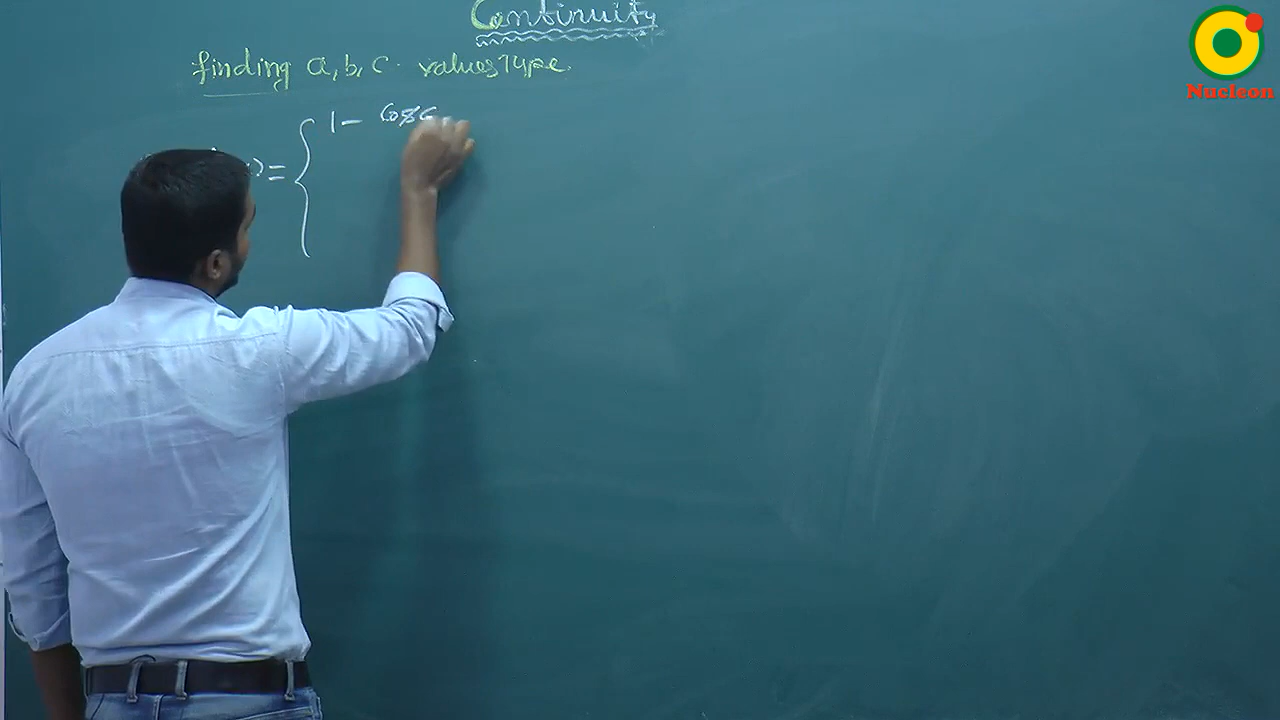 Continuity
finding a, b, c. values Type.
) = { 1 - Cos
Nucleon